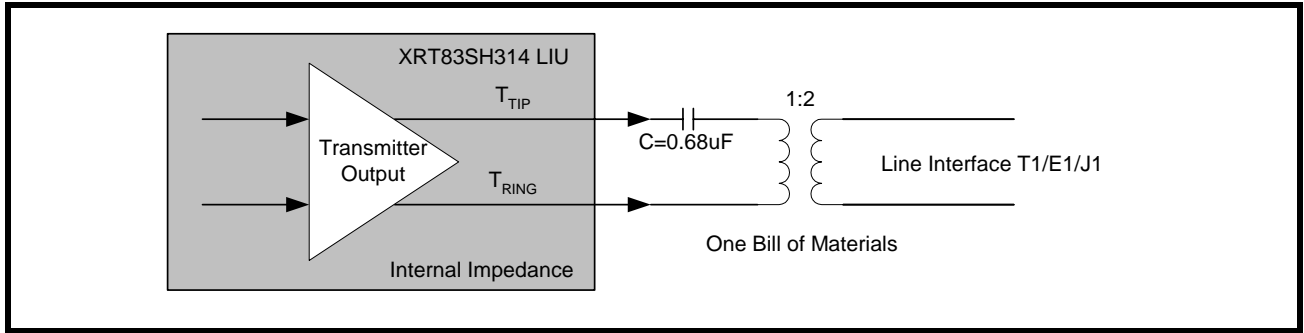 XRT83SH314 LIU
TTIP
1:2
C=0.68uF
Transmitter
Output
Line Interface T1/E1/J1
TRING
One Bill of Materials
Internal Impedance